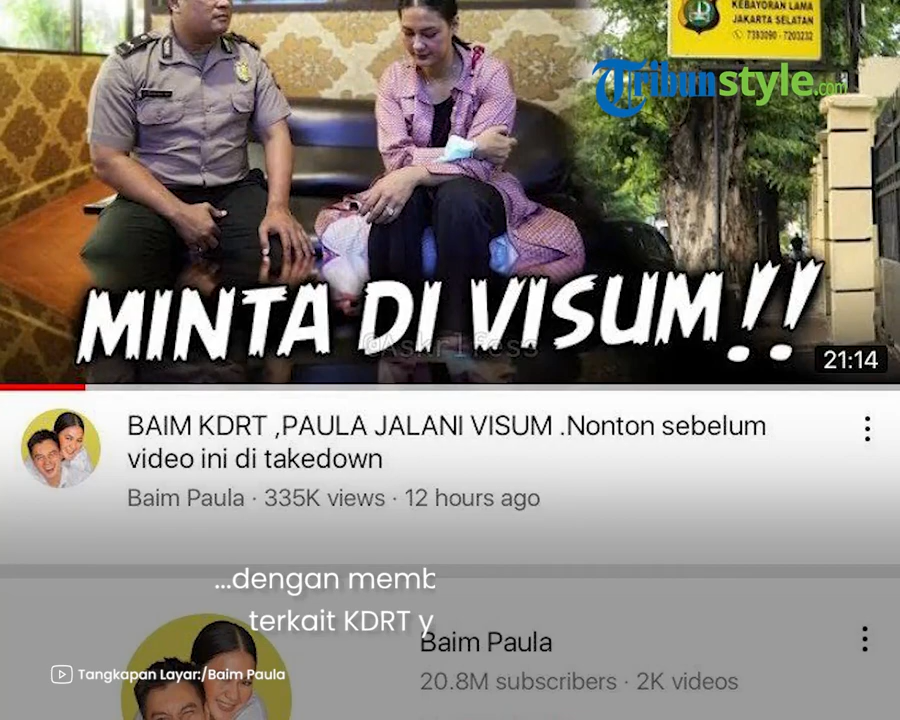 KEBAYORAN LAMA
JAKARTA SELATAN
7393090 - 7203232
Tribunstyle.com
MINTA DI VISUM!!
@Askrlfess
21:14
BAIM KDRT ,PAULA JALANI VISUM .Nonton sebelum
video ini di takedown
Baim Paula · 335K views · 12 hours ago
...dengan memb
terkait KDRT y
Baim Paula
Tangkapan Layar:/Baim Paula
20.8M subscribers · 2K videos